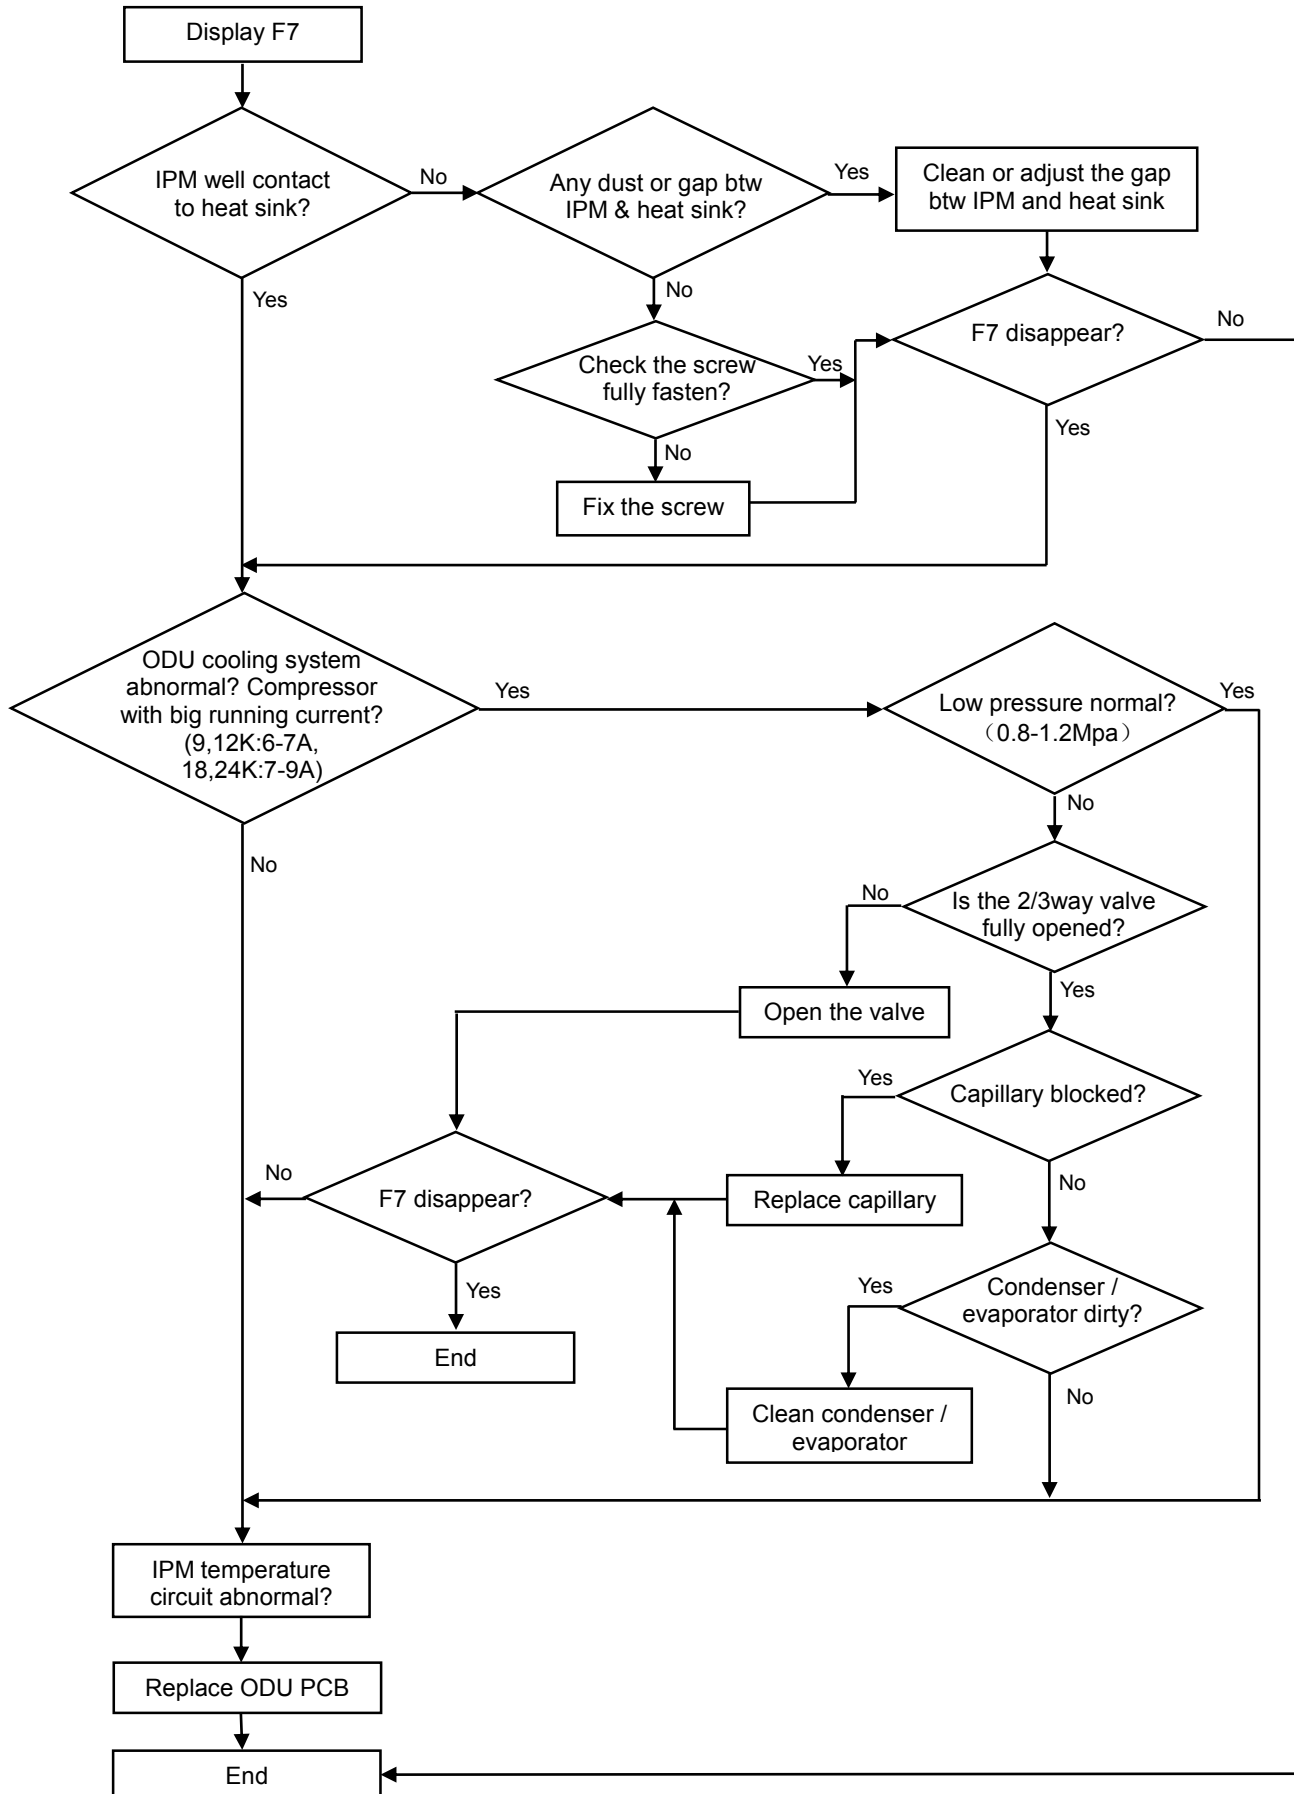 Display F7
IPM well contact
to heat sink?
No
Any dust or gap btw
IPM & heat sink?
Yes
Clean or adjust the gap
btw IPM and heat sink
Yes
No
F7 disappear?
No
Check the screw
fully fasten?
Yes
Yes
No
Fix the screw
ODU cooling system
abnormal? Compressor
with big running current?
(9,12K:6-7A,
18,24K:7-9A)
Yes
Low pressure normal?
（0.8-1.2Mpa）
Yes
No
No
No
Is the 2/3way valve
fully opened?
Open the valve
Yes
Yes
Capillary blocked?
No
F7 disappear?
Replace capillary
No
Yes
Yes
Condenser /
evaporator dirty?
End
No
Clean condenser /
evaporator
IPM temperature
circuit abnormal?
Replace ODU PCB
End